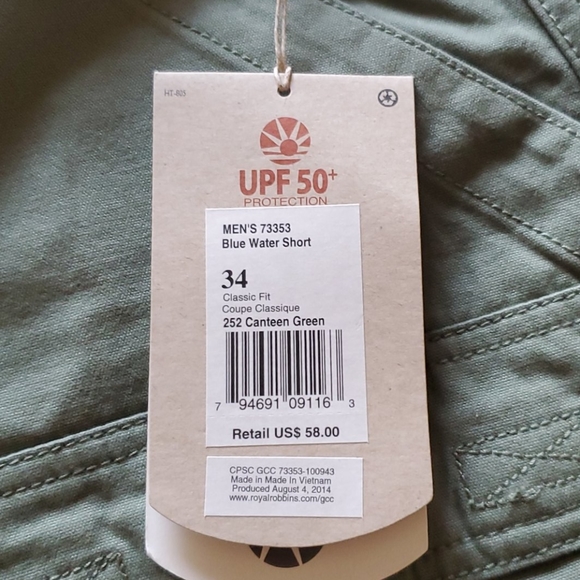 HT-823
UPF 50+
PROTECTION
MEN'S 73353
Blue Water Short
34
Classic Fit
Coupe Classique
252 Canteen Green
7 94691 09116 3
Retail US$ 58.00
CPSC GCC 73353-100943
Made in Made In Vietnam
Produced August 4, 2014
www.royalrobbins.com/gcc